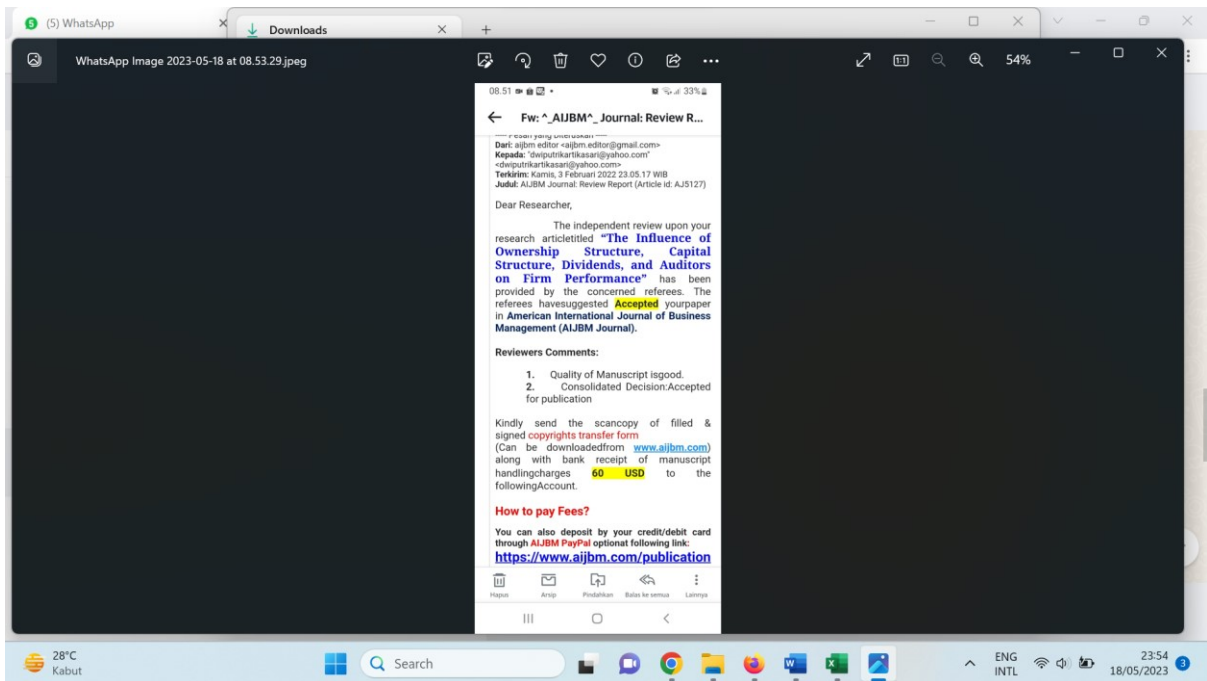 (5) WhatsApp
Downloads
WhatsApp Image 2023-05-18 at 08.53.29.jpeg
54%
08.51
33%
Fw: ^_AIJBM^_ Journal: Review R...
---- Pesan yang Diteruskan ----
Dari: aijbm editor <aijbm.editor@gmail.com>
Kepada: "dwiputrikartikasari@yahoo.com"
<dwiputrikartikasari@yahoo.com>
Terkirim: Kamis, 3 Februari 2022 23.05.17 WIB
Judul: AIJBM Journal: Review Report (Article id: AJ5127)
Dear Researcher,
The independent review upon your
research articletitled "The Influence of
Ownership Structure, Capital
Structure, Dividends, and Auditors
on Firm Performance" has been
provided by the concerned referees. The
referees havesuggested Accepted yourpaper
in American International Journal of Business
Management (AIJBM Journal).
Reviewers Comments:
1. Quality of Manuscript isgood.
2. Consolidated Decision:Accepted
for publication
Kindly send the scancopy of filled &
signed copyrights transfer form
(Can be downloadedfrom www.aijbm.com)
along with bank receipt of manuscript
handlingcharges 60 USD to the
followingAccount.
How to pay Fees?
You can also deposit by your credit/debit card
through AIJBM PayPal optionat following link:
https://www.aijbm.com/publication
Hapus Arsip Pindahkan Balas ke semua Lainnya
28°C
Kabut
Search
ENG
INTL
23:54
18/05/2023
3